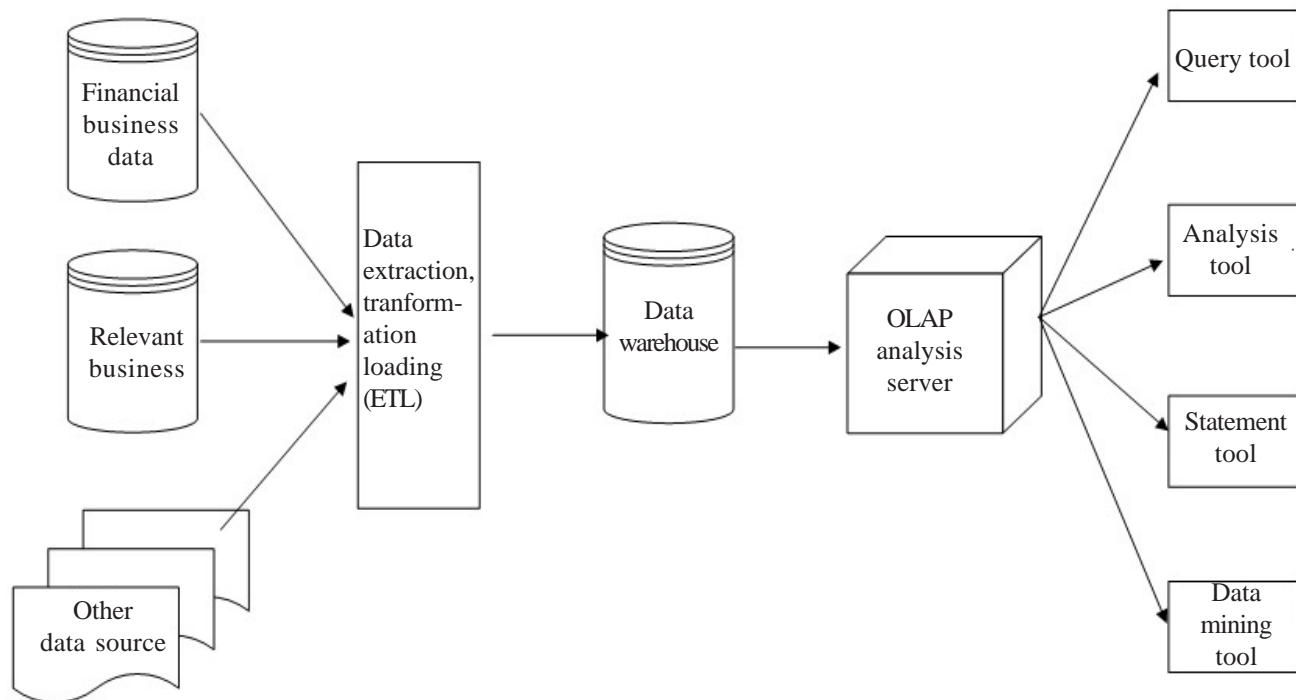 Financial
business
data
Relevant
business
Other
data source
Data
extraction,
tranform-
ation
loading
(ETL)
Data
warehouse
OLAP
analysis
server
Query tool
Analysis
tool
Statement
tool
Data
mining
tool